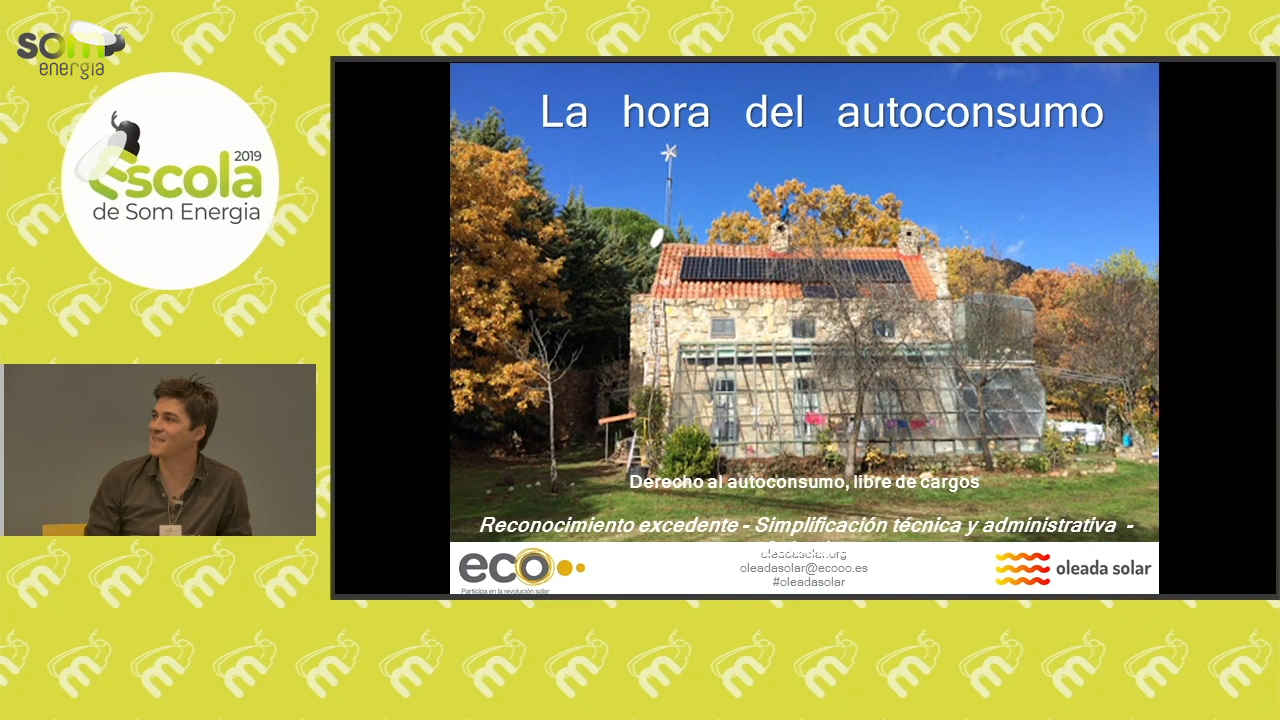 som
energia
2019
Escola
de Som Energia
La hora del autoconsumo
Derecho al autoconsumo, libre de cargos
Reconocimiento excedente - Simplificación técnica y administrativa -
eco
Participa en la revolución solar
oleadasolar.org
oleadasolar@ecooo.es
#oleadasolar
oleada solar